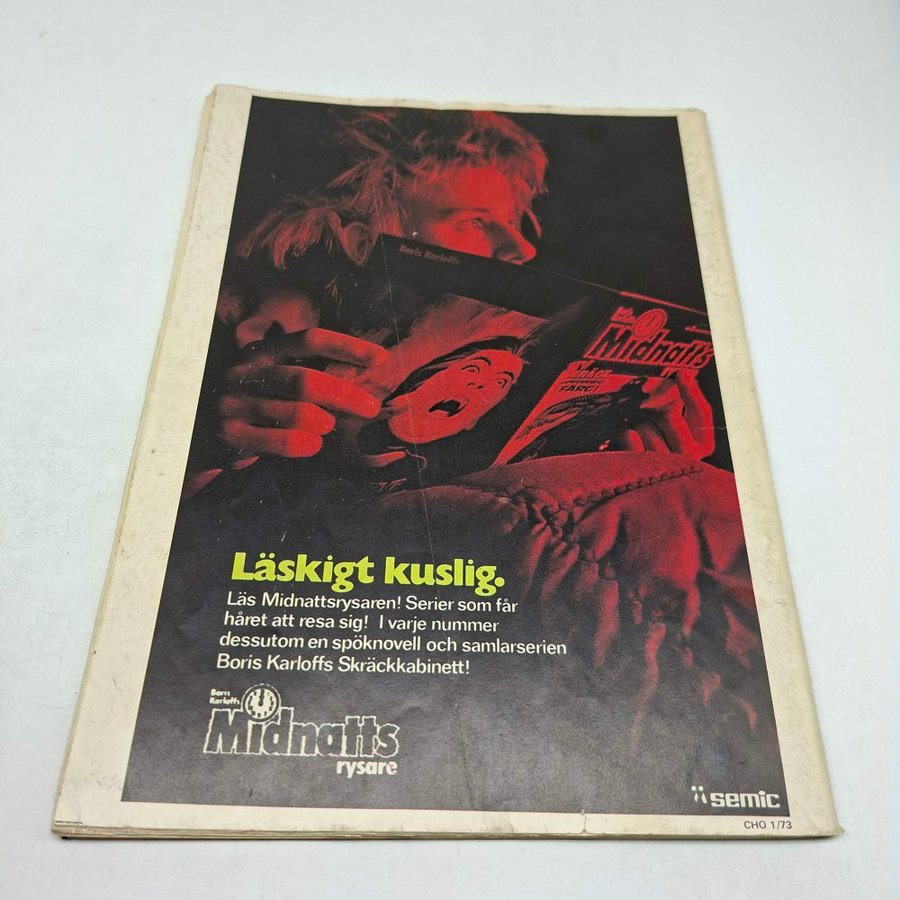 Boris Karloffs
Midnatts
FÄRG!
Läskigt kuslig.
Läs Midnattsrysaren! Serier som får
håret att resa sig! I varje nummer
dessutom en spöknovell och samlarserien
Boris Karloffs Skräckkabinett!
Boris
Karloffs
Midnatts
rysare
semic
CHO 1/73